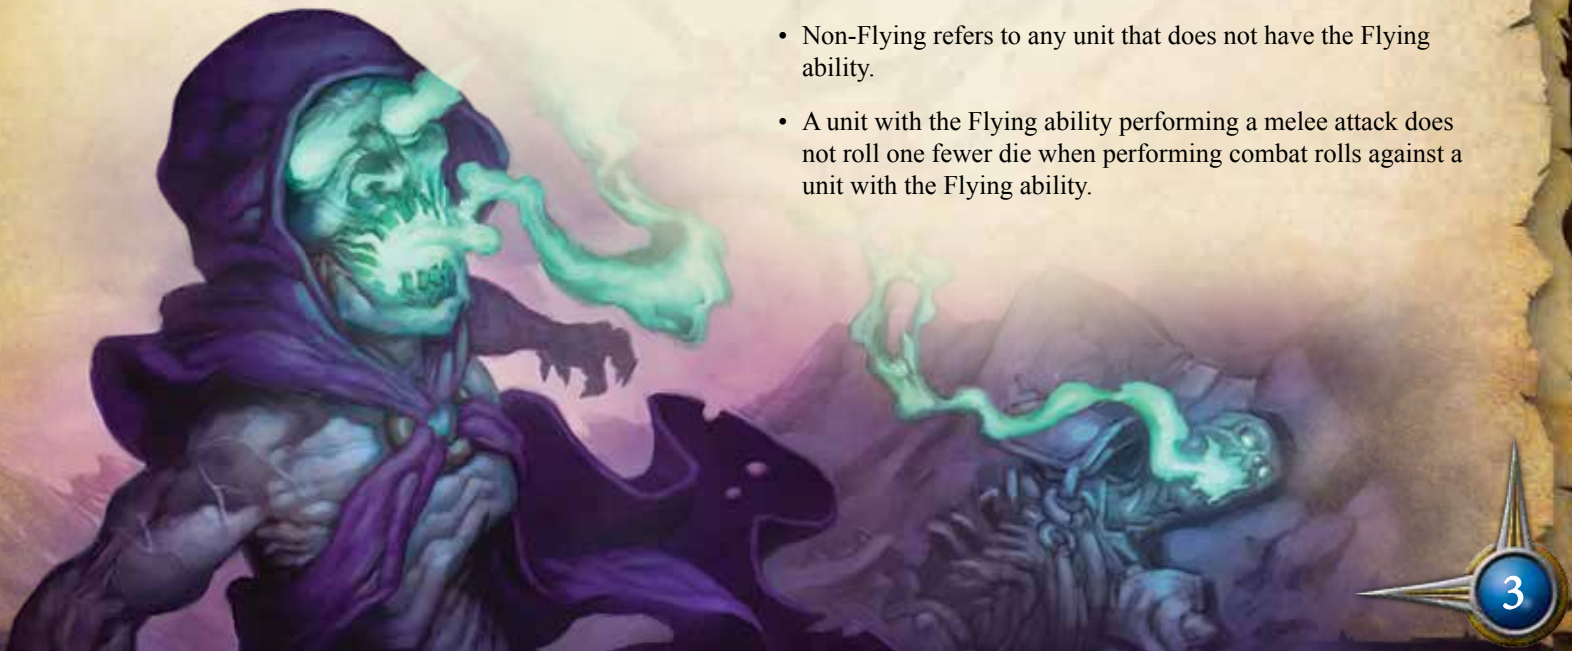 • Non-Flying refers to any unit that does not have the Flying
ability.
• A unit with the Flying ability performing a melee attack does
not roll one fewer die when performing combat rolls against a
unit with the Flying ability.
3